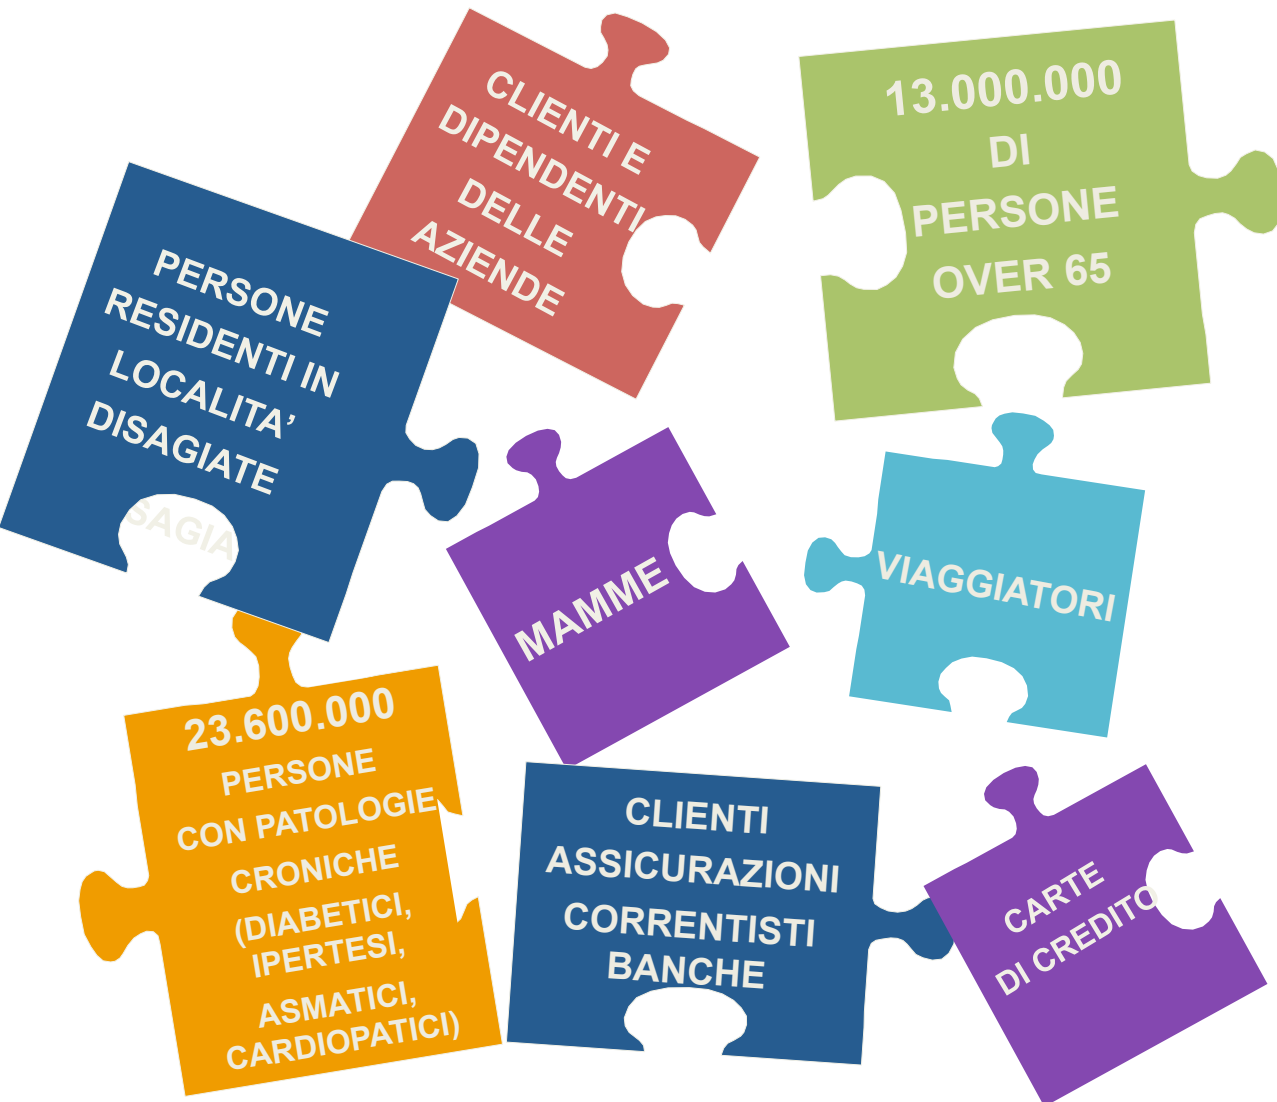 CLIENTI E
DIPENDENTI
DELLE
AZIENDE
13.000.000
DI
PERSONE
OVER 65
PERSONE
RESIDENTI IN
LOCALITA’
DISAGIATE
SAGIA
MAMME
VIAGGIATORI
23.600.000
PERSONE
CON PATOLOGIE
CRONICHE
(DIABETICI,
IPERTESI,
ASMATICI,
CARDIOPATICI)
CLIENTI
ASSICURAZIONI
CORRENTISTI
BANCHE
CARTE
DI CREDITO